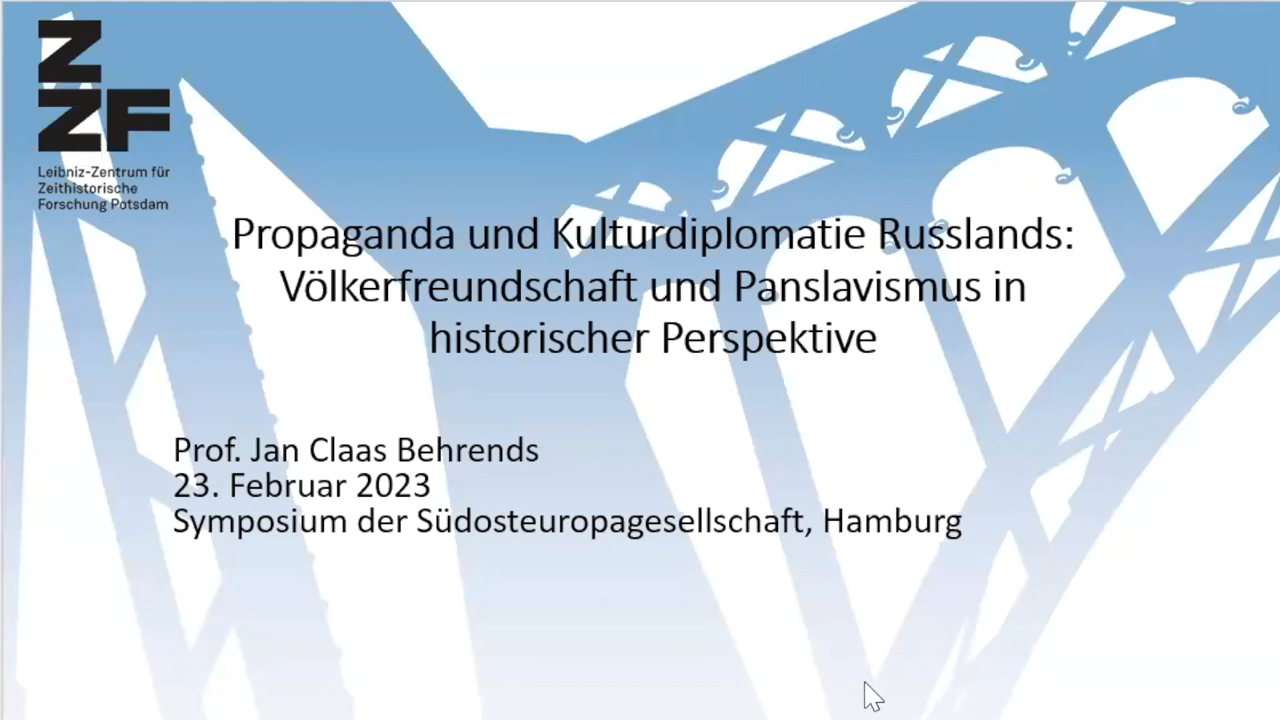 Z
ZF
Leibniz-Zentrum für
Zeithistorische
Forschung Potsdam
Propaganda und Kulturdiplomatie Russlands:
Völkerfreundschaft und Panslavismus in
historischer Perspektive
Prof. Jan Claas Behrends
23. Februar 2023
Symposium der Südosteuropagesellschaft, Hamburg